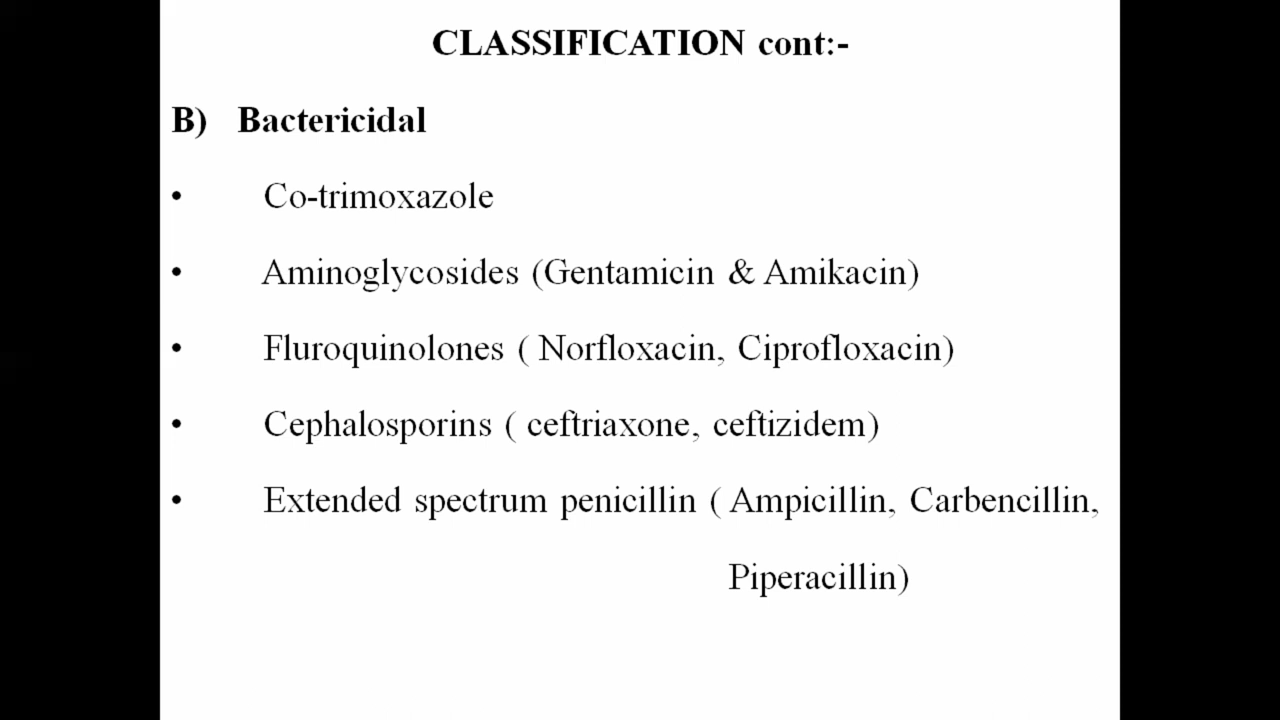 CLASSIFICATION cont:-
B) Bactericidal
• Co-trimoxazole
• Aminoglycosides (Gentamicin & Amikacin)
• Fluroquinolones ( Norfloxacin, Ciprofloxacin)
• Cephalosporins ( ceftriaxone, ceftizidem)
• Extended spectrum penicillin ( Ampicillin, Carbencillin,
Piperacillin)